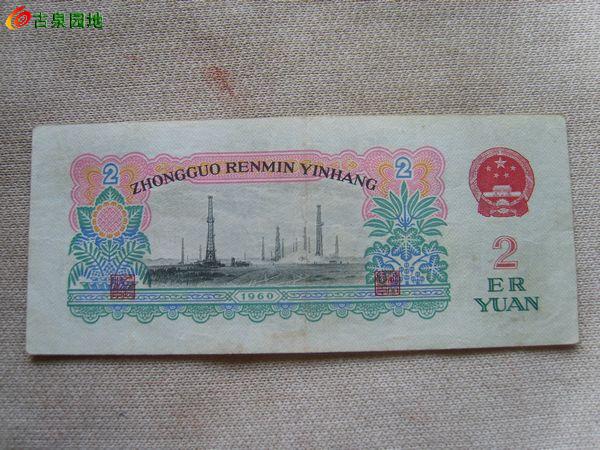 古泉园地
2
2
ZHONGGUO RENMIN YINHANG
2
ER
YUAN
1960